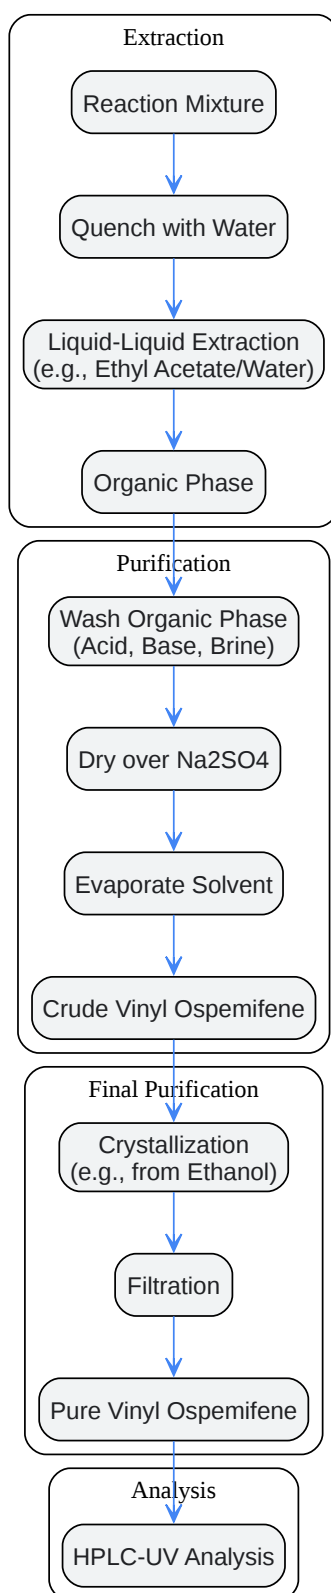 Extraction
Reaction Mixture
Quench with Water
Liquid-Liquid Extraction
(e.g., Ethyl Acetate/Water)
Organic Phase
Purification
Wash Organic Phase
(Acid, Base, Brine)
Dry over Na2SO4
Evaporate Solvent
Crude Vinyl Ospemifene
Final Purification
Crystallization
(e.g., from Ethanol)
Filtration
Pure Vinyl Ospemifene
Analysis
HPLC-UV Analysis